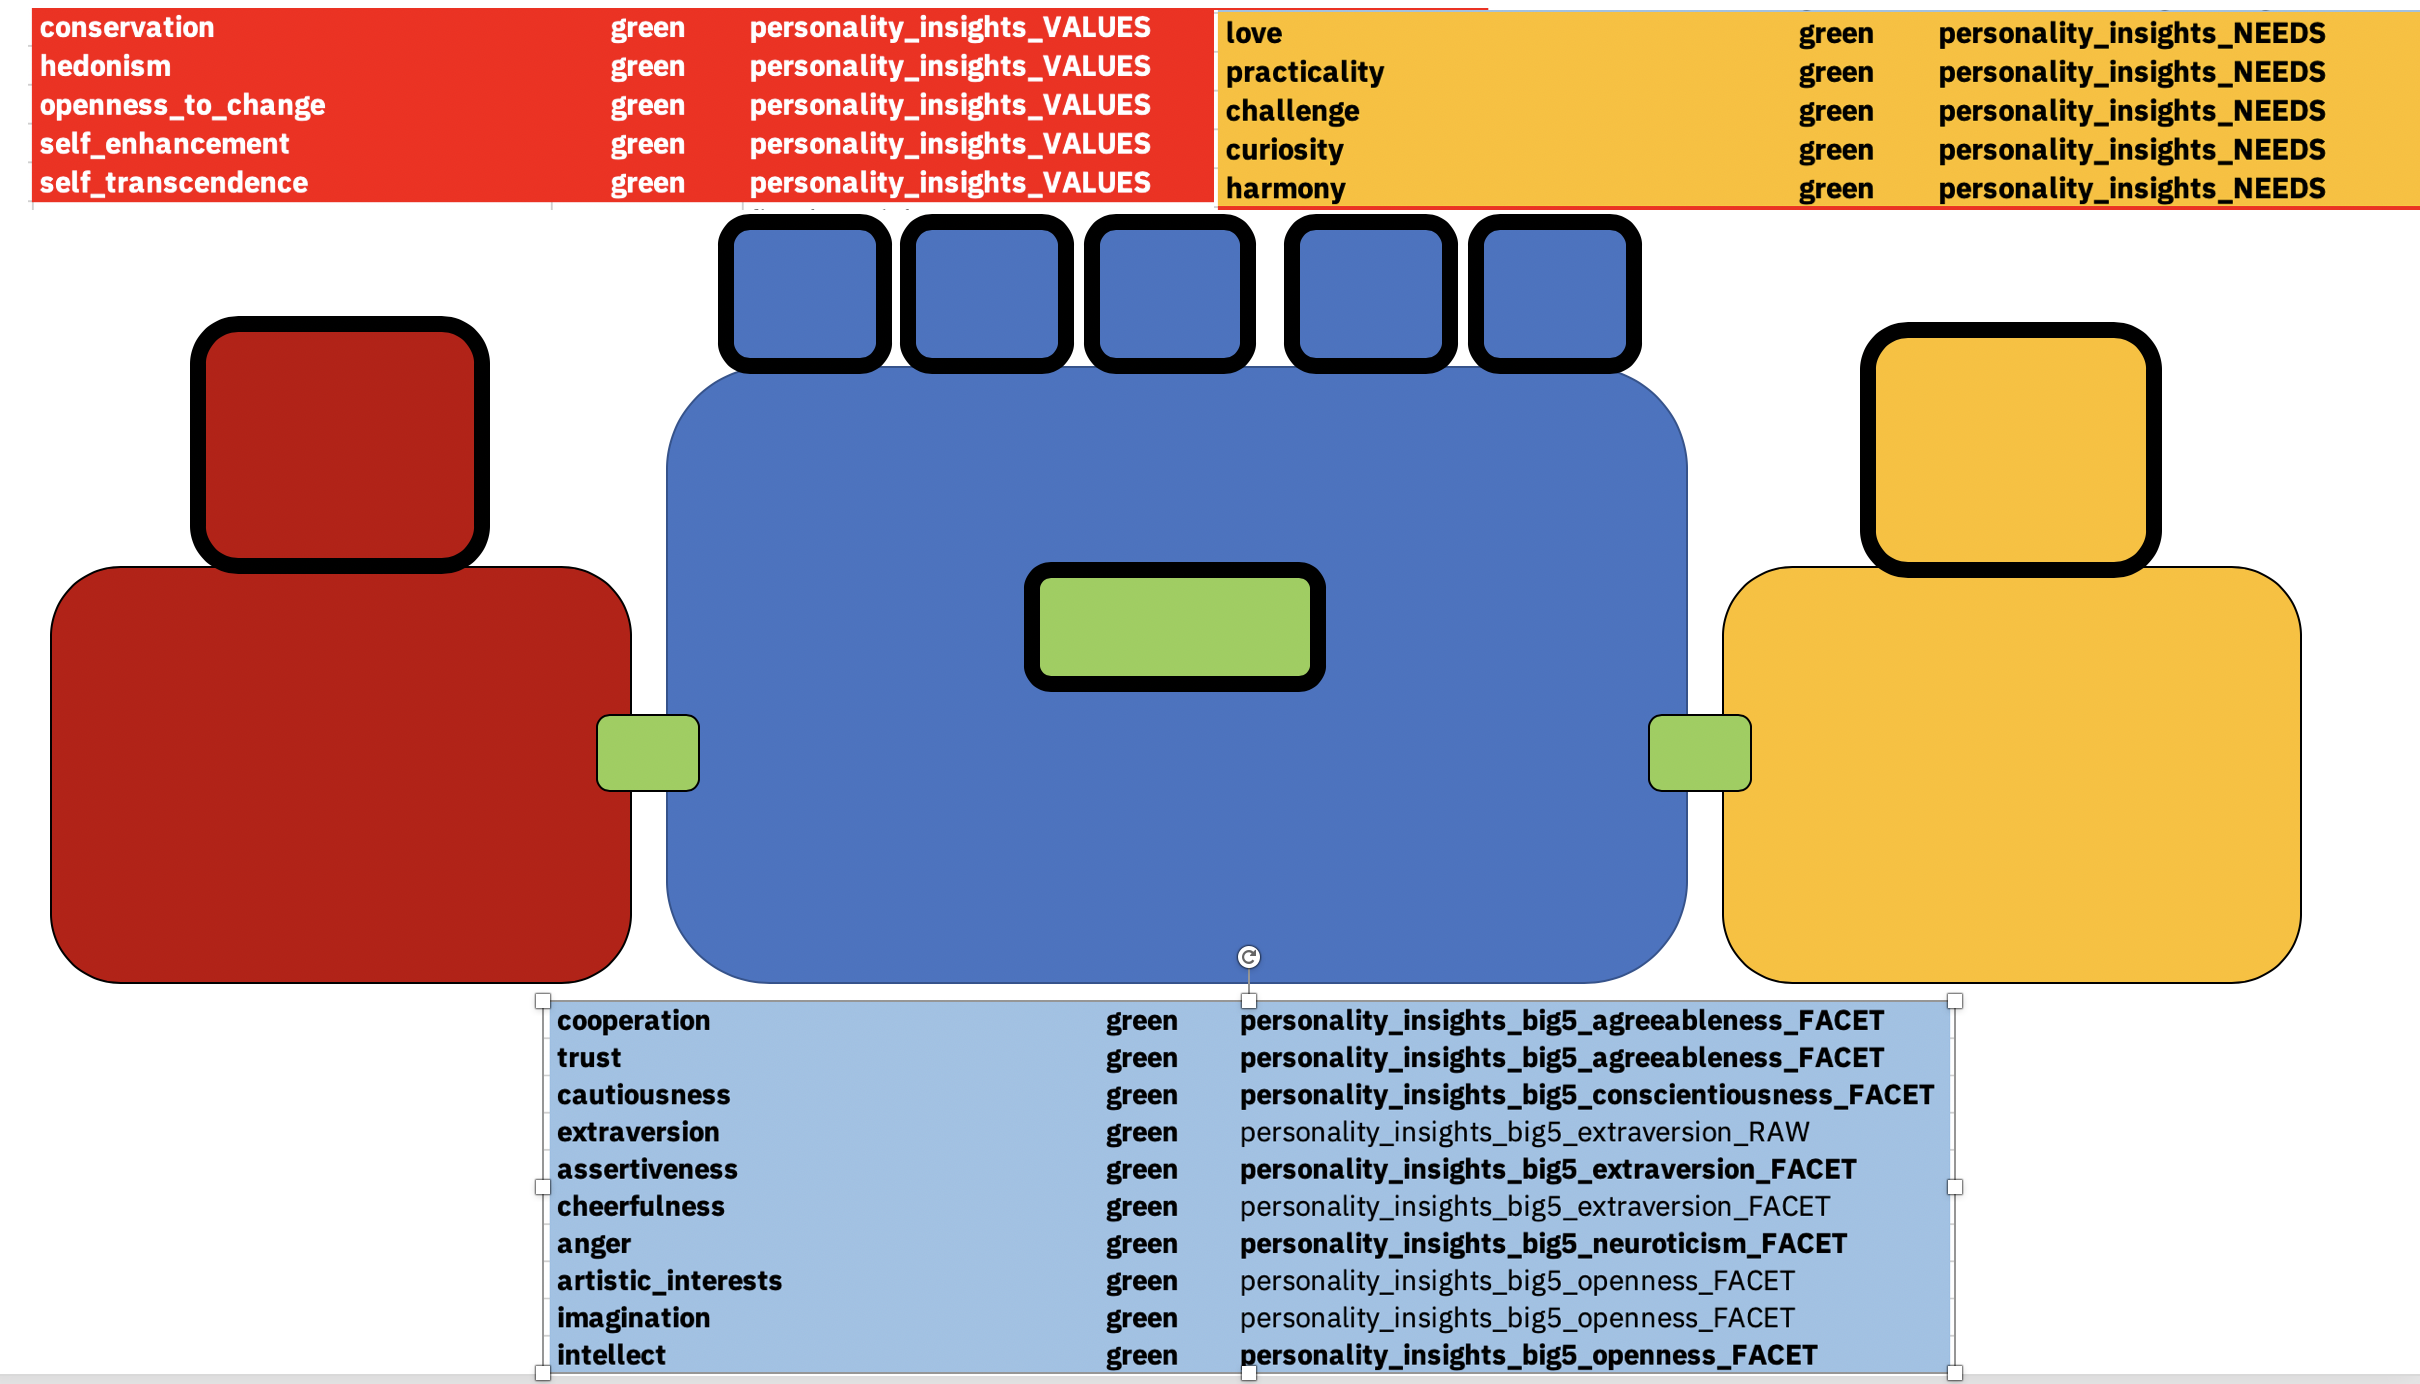 conservation green personality_insights_VALUES
hedonism green personality_insights_VALUES
openness_to_change green personality_insights_VALUES
self_enhancement green personality_insights_VALUES
self_transcendence green personality_insights_VALUES
love green personality_insights_NEEDS
practicality green personality_insights_NEEDS
challenge green personality_insights_NEEDS
curiosity green personality_insights_NEEDS
harmony green personality_insights_NEEDS
cooperation green personality_insights_big5_agreeableness_FACET
trust green personality_insights_big5_agreeableness_FACET
cautiousness green personality_insights_big5_conscientiousness_FACET
extraversion green personality_insights_big5_extraversion_RAW
assertiveness green personality_insights_big5_extraversion_FACET
cheerfulness green personality_insights_big5_extraversion_FACET
anger green personality_insights_big5_neuroticism_FACET
artistic_interests green personality_insights_big5_openness_FACET
imagination green personality_insights_big5_openness_FACET
intellect green personality_insights_big5_openness_FACET